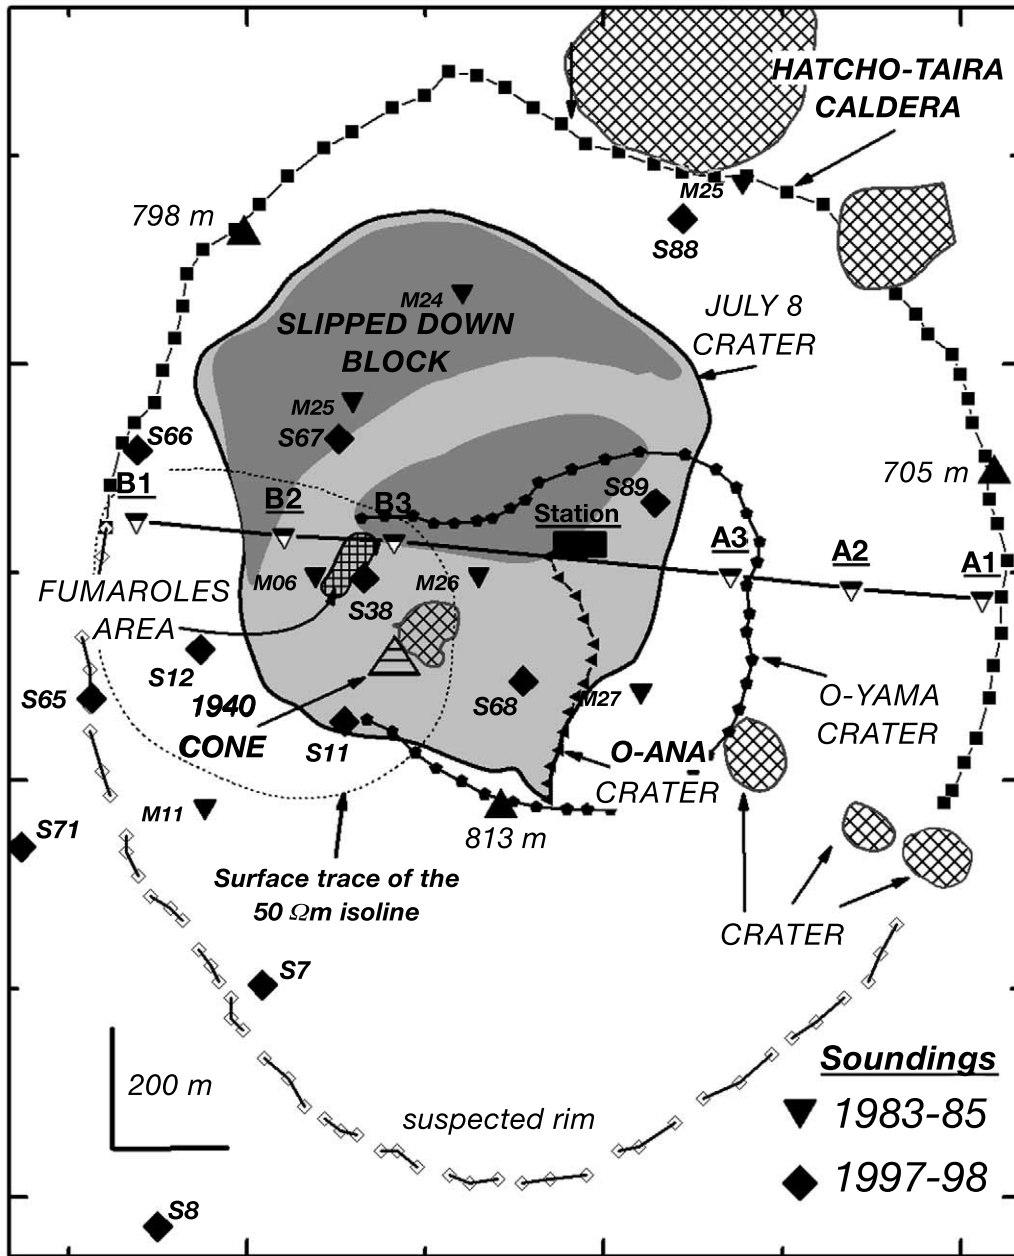 HATCHO-TAIRA
CALDERA
M25
798 m
S88
M24
JULY 8
CRATER
SLIPPED DOWN
BLOCK
M25
S67
S66
705 m
B1
B2
B3
S89
Station
A3
A2
A1
M06
M26
FUMAROLES
AREA
S38
S12
S65
1940
CONE
S68
M27
O-YAMA
CRATER
S11
O-ANA
CRATER
M11
S71
813 m
Surface trace of the
50 Ωm isoline
CRATER
S7
Soundings
200 m
suspected rim
1983-85
1997-98
S8